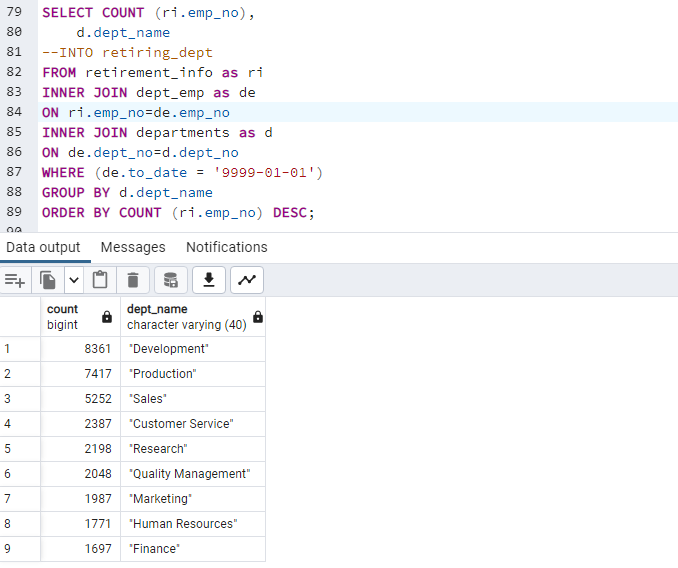 79 SELECT COUNT (ri.emp_no),
80 d.dept_name
81 --INTO retiring_dept
82 FROM retirement_info as ri
83 INNER JOIN dept_emp as de
84 ON ri.emp_no=de.emp_no
85 INNER JOIN departments as d
86 ON de.dept_no=d.dept_no
87 WHERE (de.to_date = '9999-01-01')
88 GROUP BY d.dept_name
89 ORDER BY COUNT (ri.emp_no) DESC;
90
Data output Messages Notifications
count dept_name
bigint character varying (40)
1 8361 "Development"
2 7417 "Production"
3 5252 "Sales"
4 2387 "Customer Service"
5 2198 "Research"
6 2048 "Quality Management"
7 1987 "Marketing"
8 1771 "Human Resources"
9 1697 "Finance"